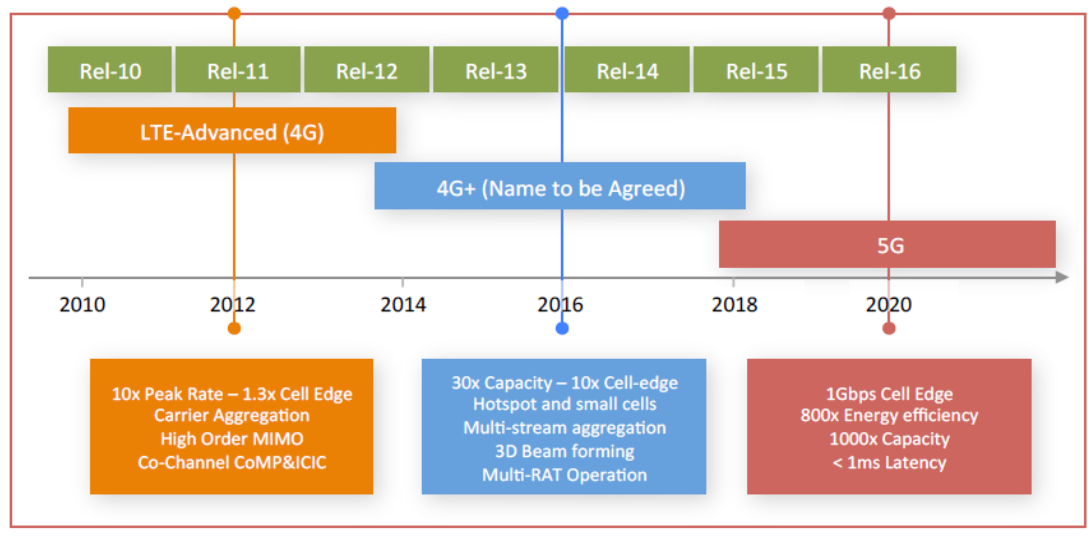 Rel-10 Rel-11 Rel-12 Rel-13 Rel-14 Rel-15 Rel-16
LTE-Advanced (4G)
4G+ (Name to be Agreed)
5G
2010 2012 2014 2016 2018 2020
10x Peak Rate – 1.3x Cell Edge
Carrier Aggregation
High Order MIMO
Co-Channel CoMP&ICIC
30x Capacity – 10x Cell-edge
Hotspot and small cells
Multi-stream aggregation
3D Beam forming
Multi-RAT Operation
1Gbps Cell Edge
800x Energy efficiency
1000x Capacity
< 1ms Latency